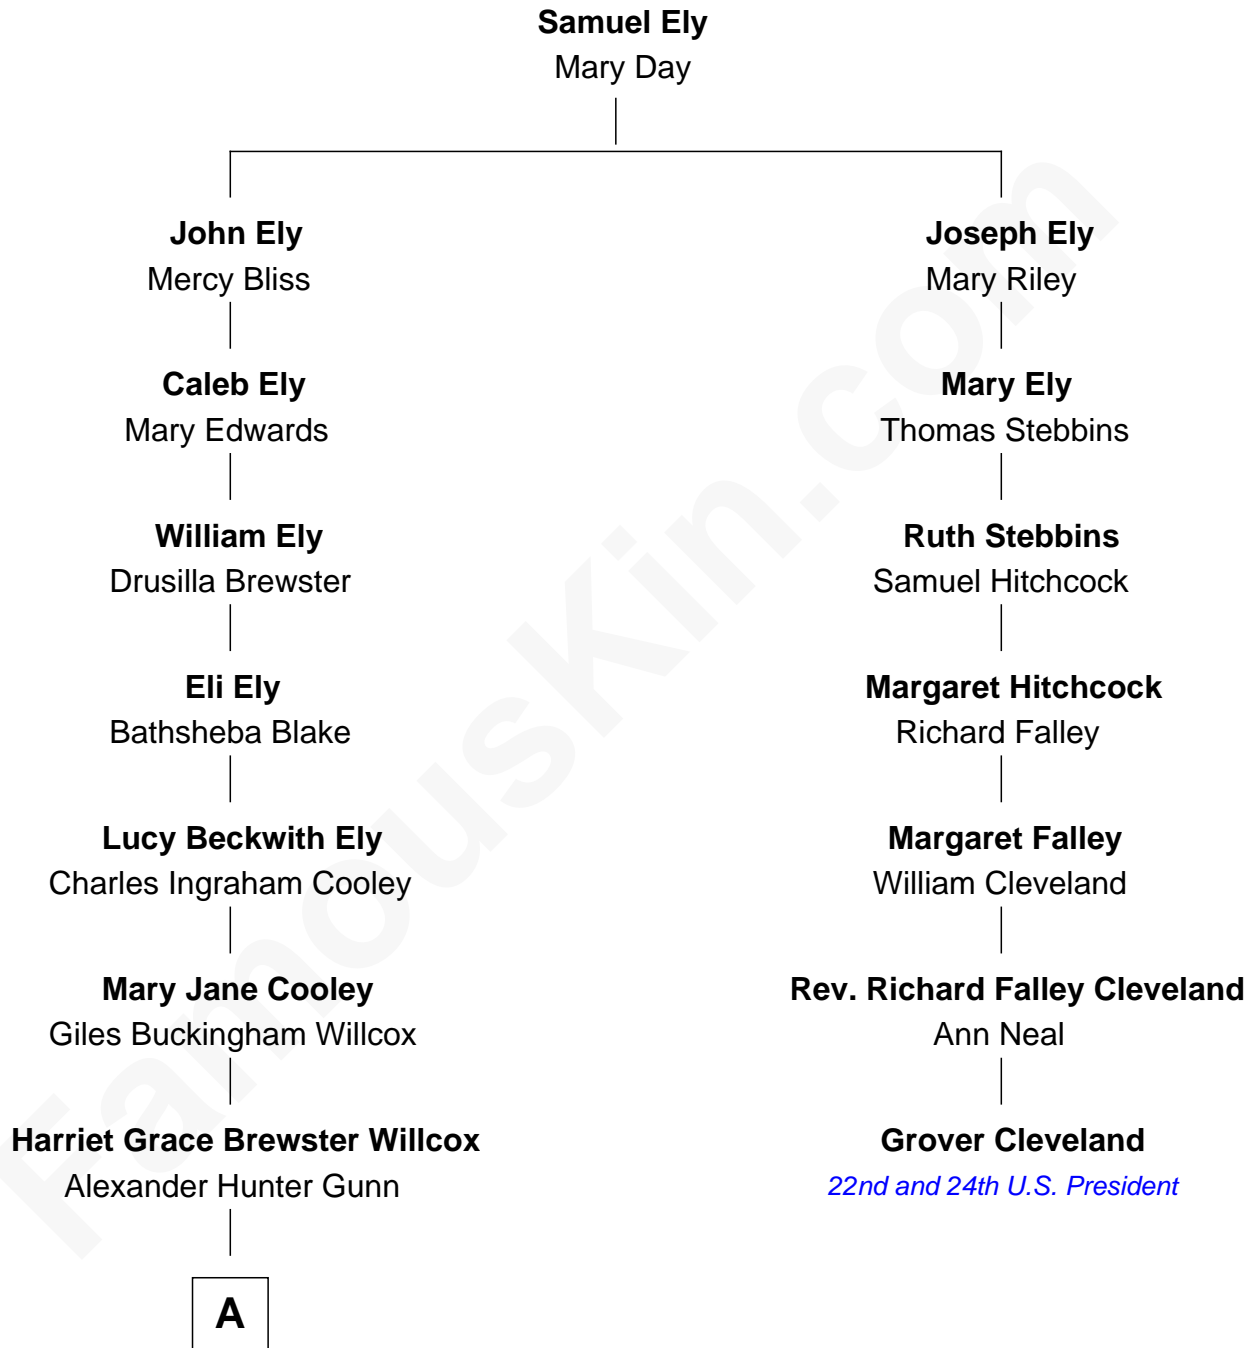 Samuel Ely
Mary Day
John Ely
Mercy Bliss
Joseph Ely
Mary Riley
Caleb Ely
Mary Edwards
Mary Ely
Thomas Stebbins
William Ely
Drusilla Brewster
Ruth Stebbins
Samuel Hitchcock
Eli Ely
Bathsheba Blake
Margaret Hitchcock
Richard Falley
Lucy Beckwith Ely
Charles Ingraham Cooley
Margaret Falley
William Cleveland
Mary Jane Cooley
Giles Buckingham Willcox
Rev. Richard Falley Cleveland
Ann Neal
Harriet Grace Brewster Willcox
Alexander Hunter Gunn
Grover Cleveland
22nd and 24th U.S. President
A
FamousKin.com